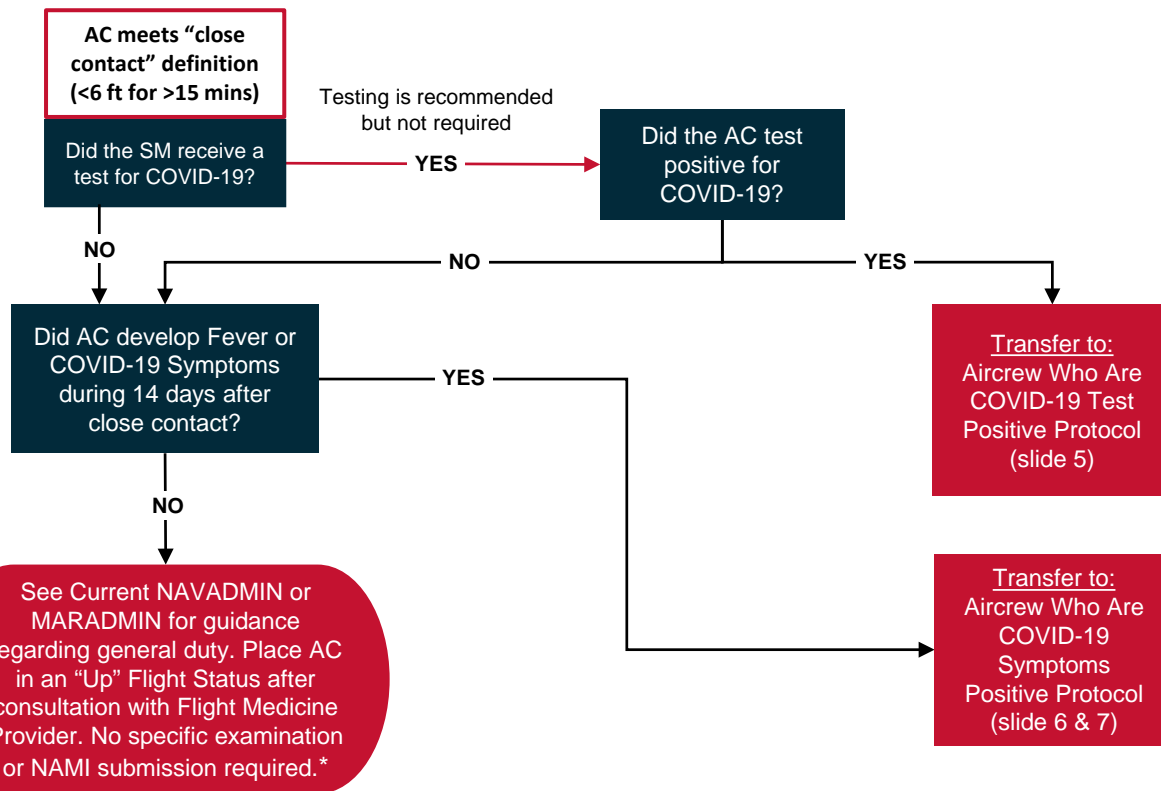 AC meets “close
contact” definition
(<6 ft for >15 mins)
Did the SM receive a
test for COVID-19?
Testing is recommended
but not required
YES
Did the AC test
positive for
COVID-19?
NO
NO
YES
Did AC develop Fever or
COVID-19 Symptoms
during 14 days after
close contact?
YES
Transfer to:
Aircrew Who Are
COVID-19 Test
Positive Protocol
(slide 5)
NO
See Current NAVADMIN or
MARADMIN for guidance
egarding general duty. Place AC
in an “Up” Flight Status after
consultation with Flight Medicine
Provider. No specific examination
or NAMI submission required.*
Transfer to:
Aircrew Who Are
COVID-19
Symptoms
Positive Protocol
(slide 6 & 7)